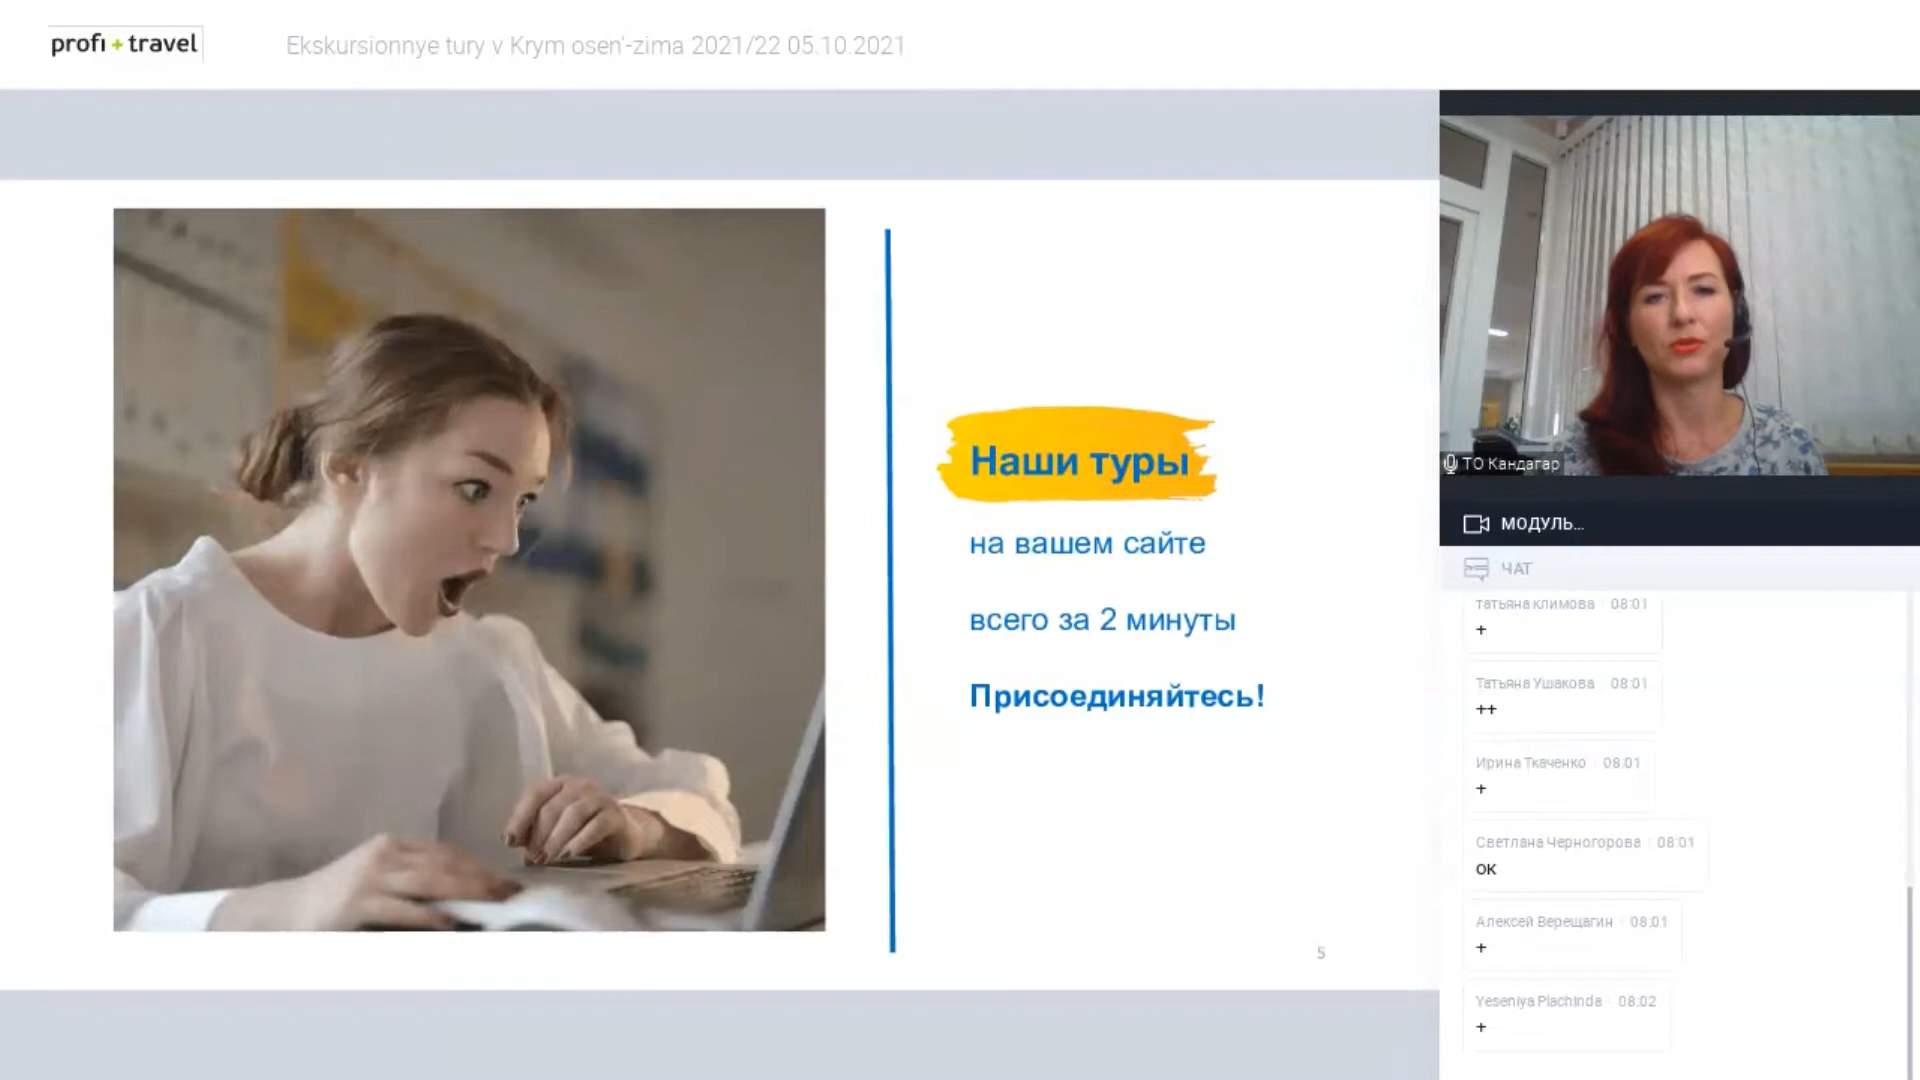 profi + travel
Ekskursionnye tury v Krym osen'-zima 2021/22 05.10.2021
Наши туры
на вашем сайте
всего за 2 минуты
Присоединяйтесь!
5
ТО Кандагар
МОДУЛЬ...
ЧАТ
татьяна климова 08:01
+
Татьяна Ушакова 08:01
++
Ирина Ткаченко 08:01
+
Светлана Черногорова 08:01
ОК
Алексей Верещагин 08:01
+
Yeseniya Plachinda 08:02
+